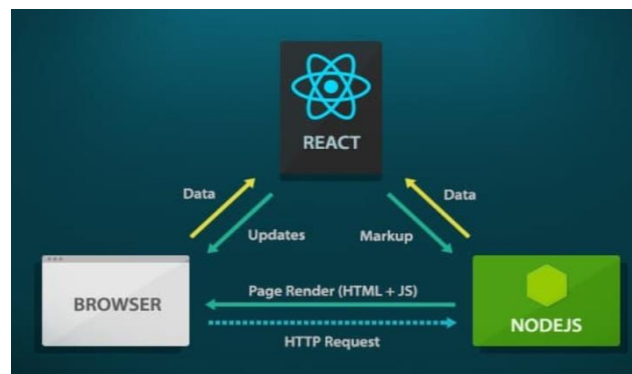 REACT
Data
Data
Updates
Markup
Page Render (HTML + JS)
BROWSER
NODEJS
HTTP Request